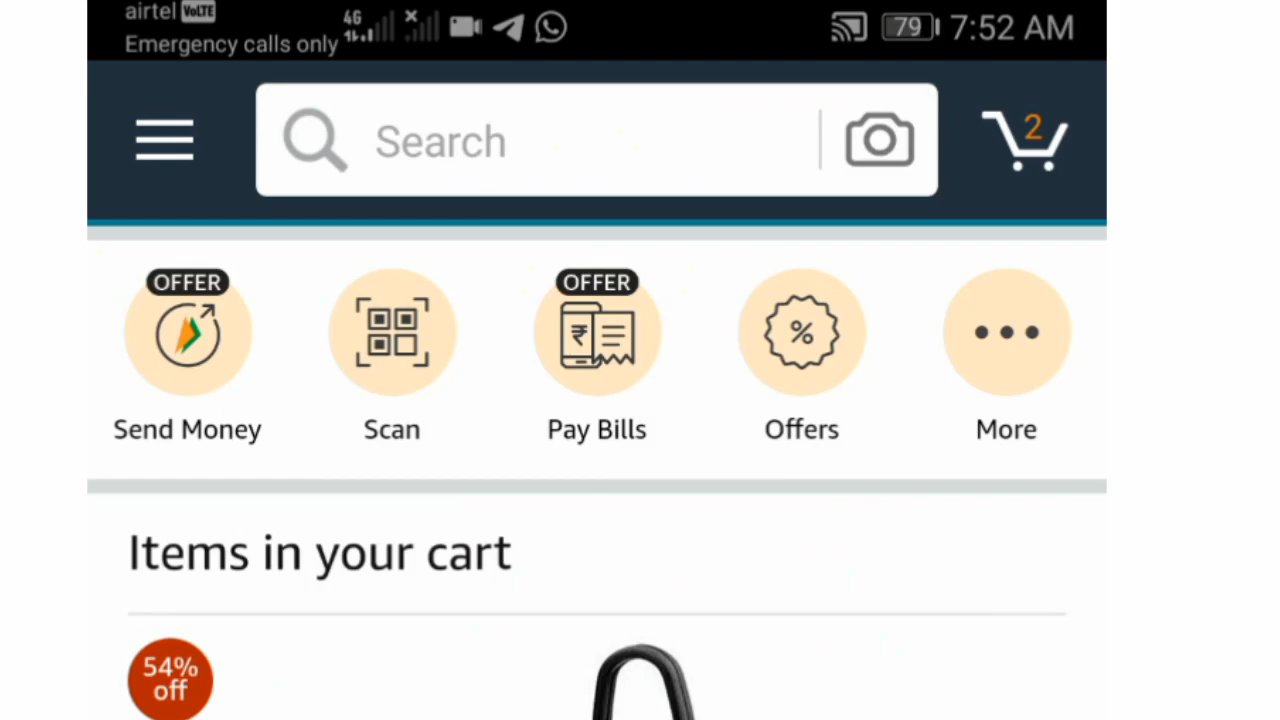 airtel VoLTE
Emergency calls only
4G
79
7:52 AM
Search
2
OFFER
OFFER
Send Money
Scan
Pay Bills
Offers
More
Items in your cart
54%
off